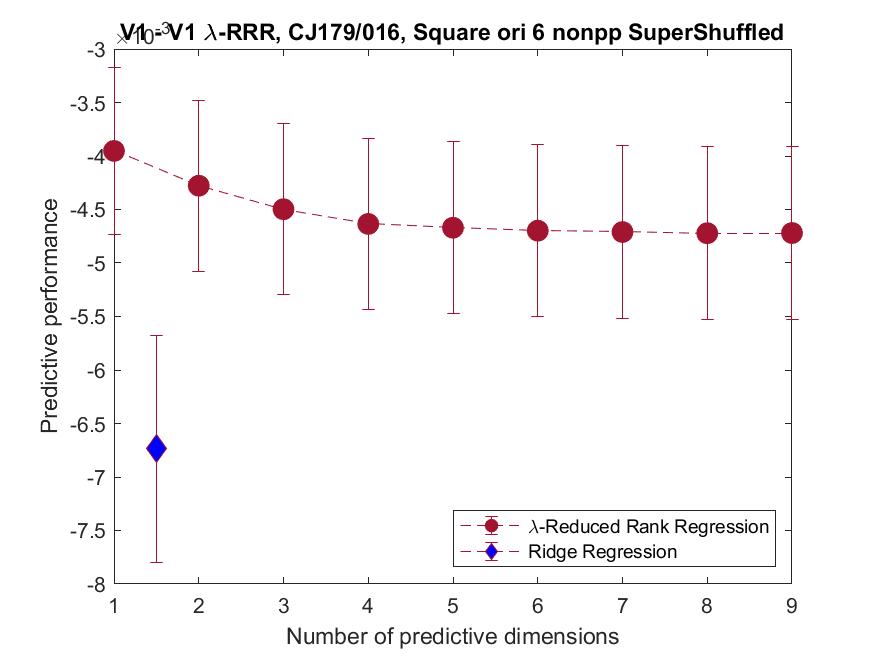 V1 - V1 λ-RRR, CJ179/016, Square ori 6 nonpp SuperShuffled
×10⁻³
-3
-3.5
-4
-4.5
-5
-5.5
-6
-6.5
-7
-7.5
-8
Predictive performance
λ-Reduced Rank Regression
Ridge Regression
1 2 3 4 5 6 7 8 9
Number of predictive dimensions